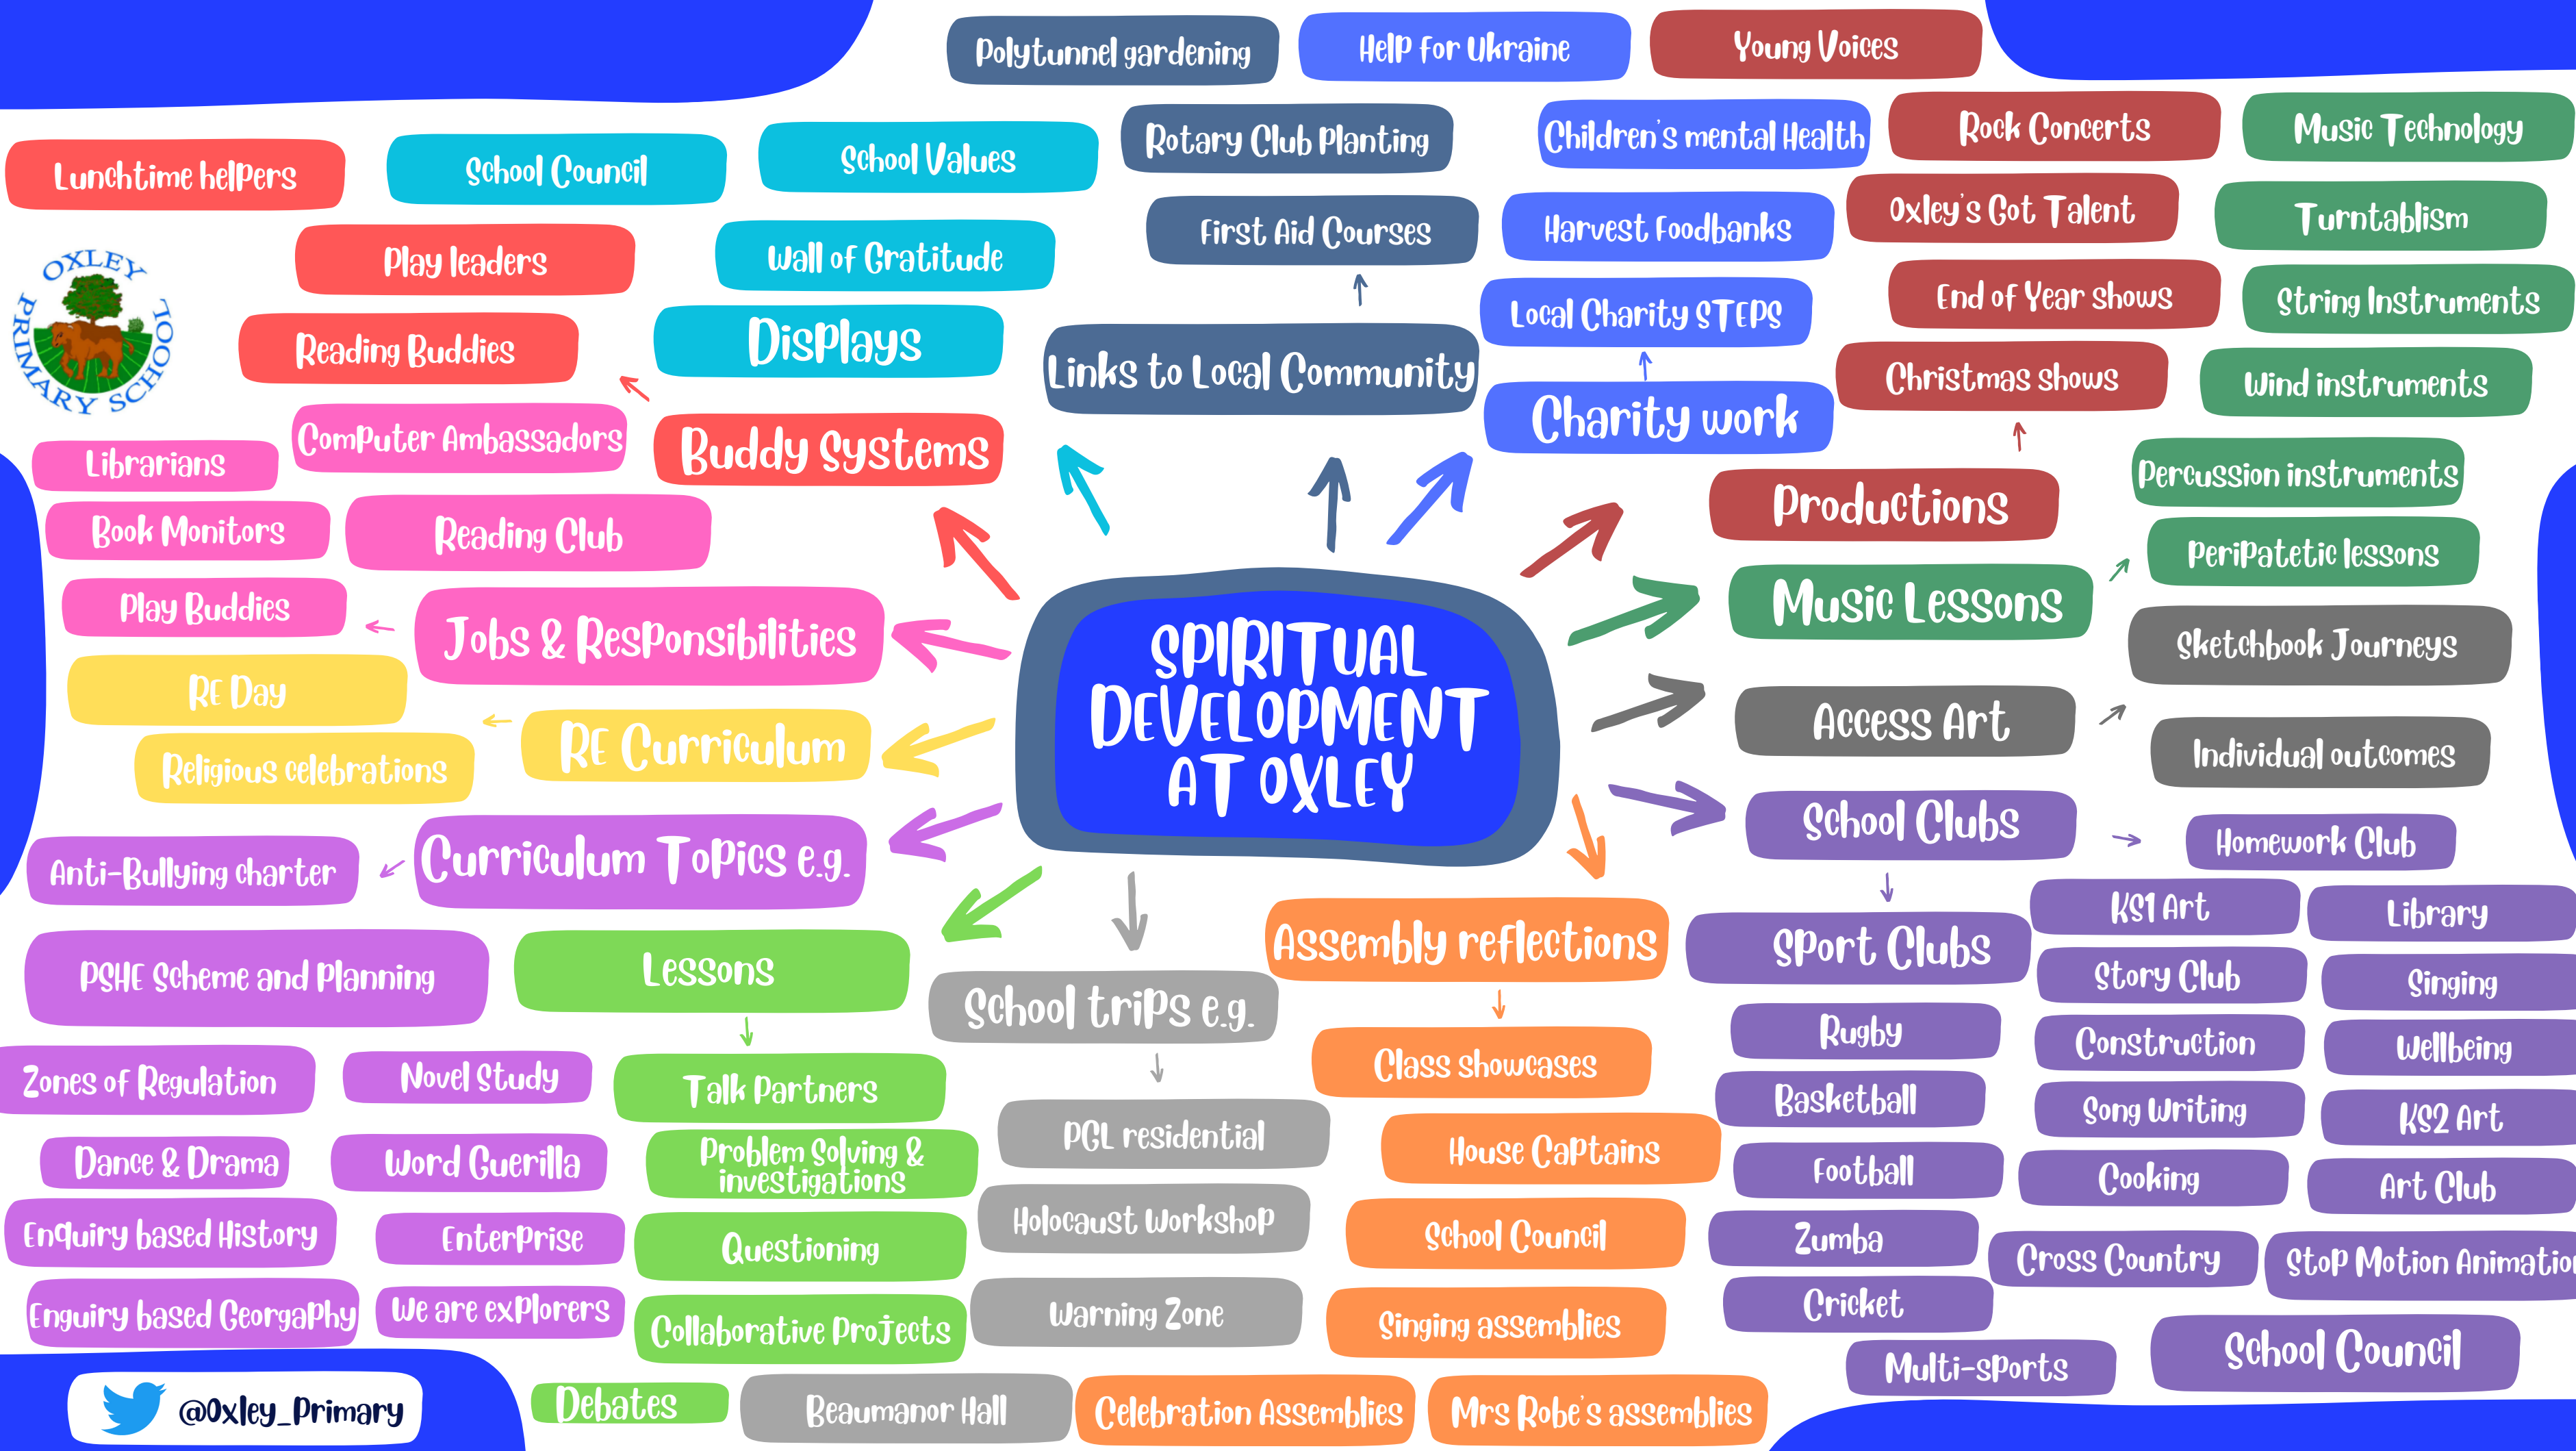 Polytunnel gardening
Help for Ukraine
Young Voices
Rotary Club Planting
Children's mental Health
Rock Concerts
Music Technology
Lunchtime helpers
School Council
School Values
First Aid Courses
Harvest Foodbanks
Oxley's Got Talent
Turntablism
Play leaders
Wall of Gratitude
Local Charity STEPS
End of Year shows
String Instruments
OXLEY
PRIMARY SCHOOL
Reading Buddies
Displays
Links to Local Community
Charity work
Christmas shows
Wind instruments
Librarians
Computer Ambassadors
Buddy Systems
Productions
Percussion instruments
Book Monitors
Reading Club
Music Lessons
Peripatetic lessons
Play Buddies
Jobs & Responsibilities
SPIRITUAL
DEVELOPMENT
AT OXLEY
Sketchbook Journeys
RE Day
RE Curriculum
Access Art
Individual outcomes
Religious celebrations
Anti-Bullying charter
Curriculum Topics e.g.
School Clubs
Homework Club
PSHE Scheme and Planning
Lessons
School trips e.g.
Assembly reflections
Sport Clubs
KS1 Art
Library
Story Club
Singing
Zones of Regulation
Novel Study
Talk Partners
Class showcases
Rugby
Construction
Wellbeing
Dance & Drama
Word Guerilla
Problem Solving &
investigations
PGL residential
House Captains
Basketball
Song Writing
KS2 Art
Enquiry based History
Enterprise
Questioning
Holocaust Workshop
School Council
Football
Cooking
Art Club
Enguiry based Georgaphy
We are explorers
Collaborative Projects
Warning Zone
Singing assemblies
Zumba
Cross Country
Stop Motion Animatio
Cricket
Multi-sports
School Council
@Oxley_Primary
Debates
Beaumanor Hall
Celebration Assemblies
Mrs Robe's assemblies